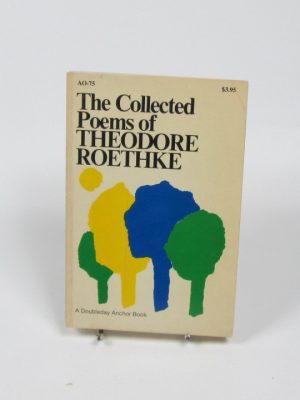 AO-75 $3.95
The Collected
Poems of
THEODORE
ROETHKE
A Doubleday Anchor Book